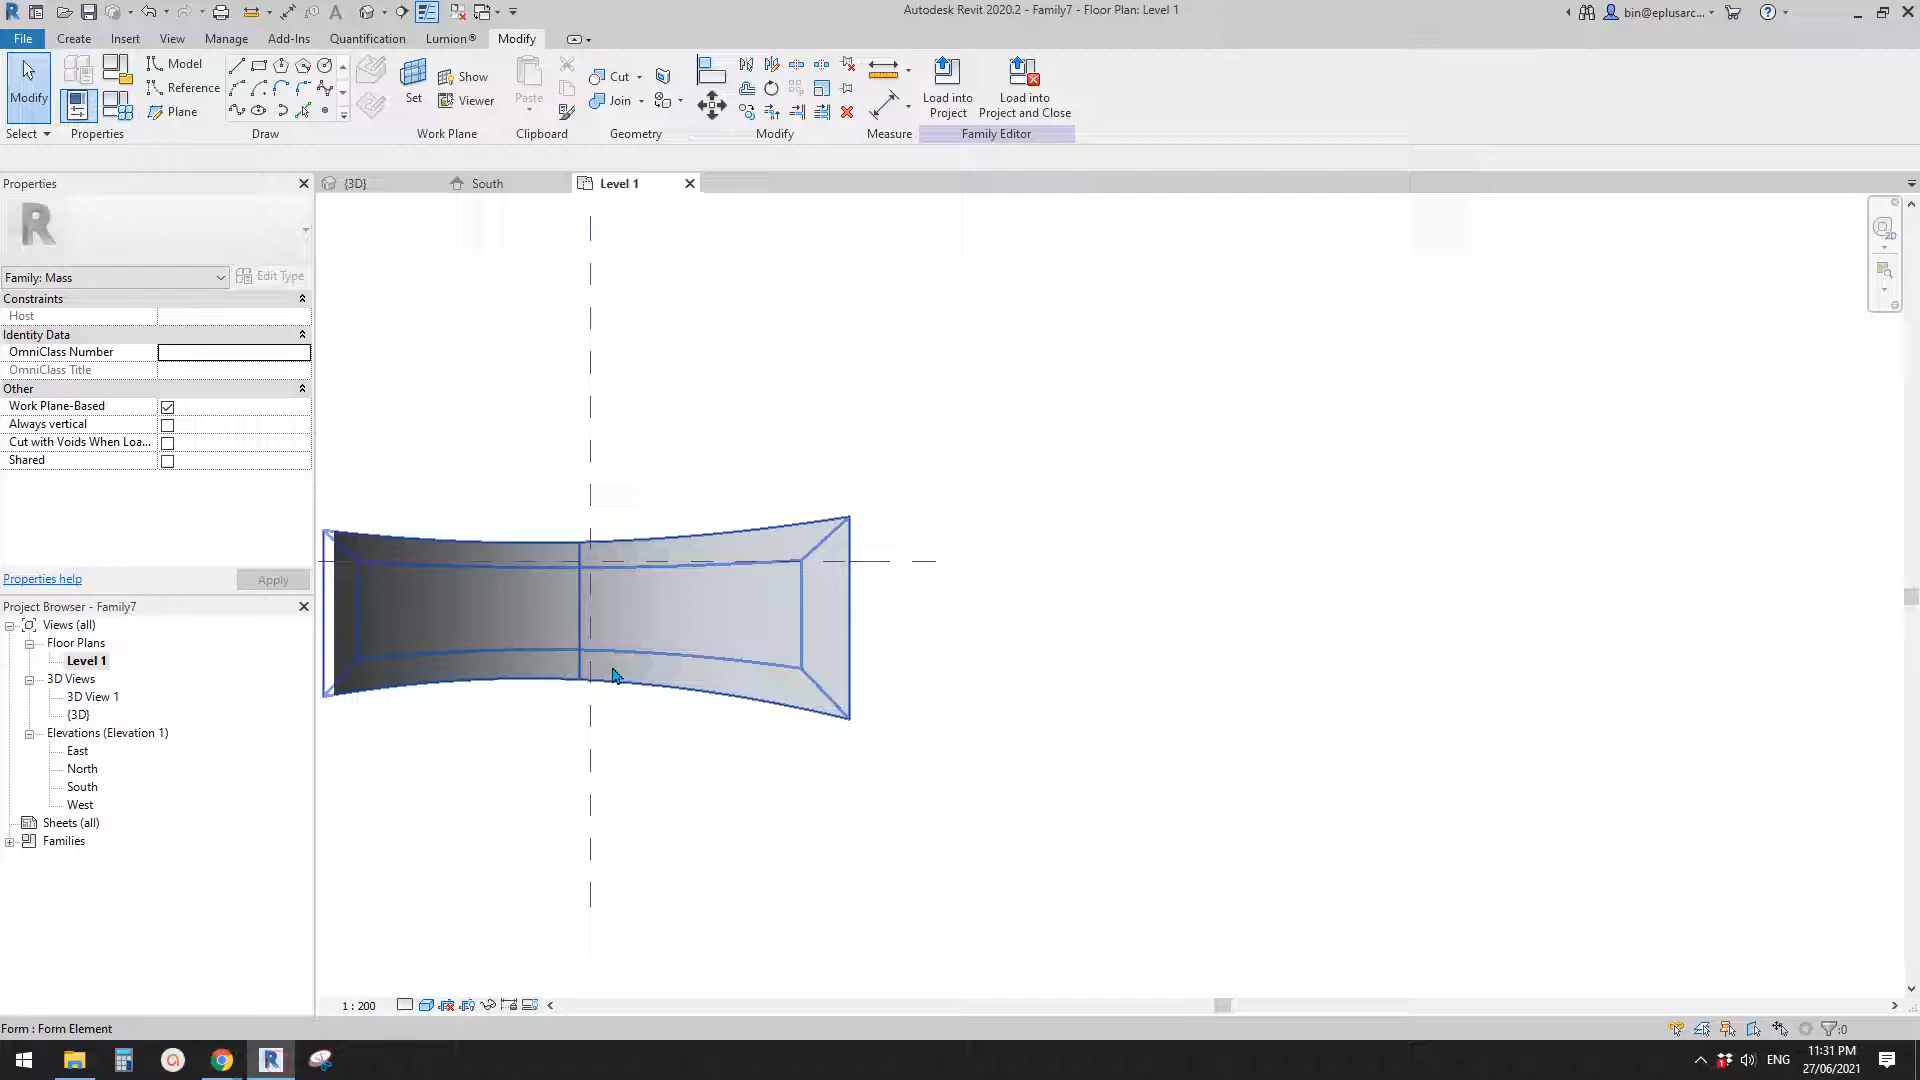 Autodesk Revit 2020.2 - Family7 - Floor Plan: Level 1
bin@eplusarc...
File Create Insert View Manage Add-Ins Quantification Lumion® Modify
Modify
Model
Reference
Plane
Set
Show
Viewer
Paste
Cut
Join
Load into Project
Load into Project and Close
Select Properties Draw Work Plane Clipboard Geometry Modify Measure Family Editor
Properties
{3D}
South
Level 1
R
Family: Mass
Edit Type
Constraints
Host
Identity Data
OmniClass Number
OmniClass Title
Other
Work Plane-Based
Always vertical
Cut with Voids When Loa...
Shared
Properties help
Apply
Project Browser - Family7
Views (all)
Floor Plans
Level 1
3D Views
3D View 1
{3D}
Elevations (Elevation 1)
East
North
South
West
Sheets (all)
Families
1 : 200
Form : Form Element
:0
ENG
11:31 PM
27/06/2021